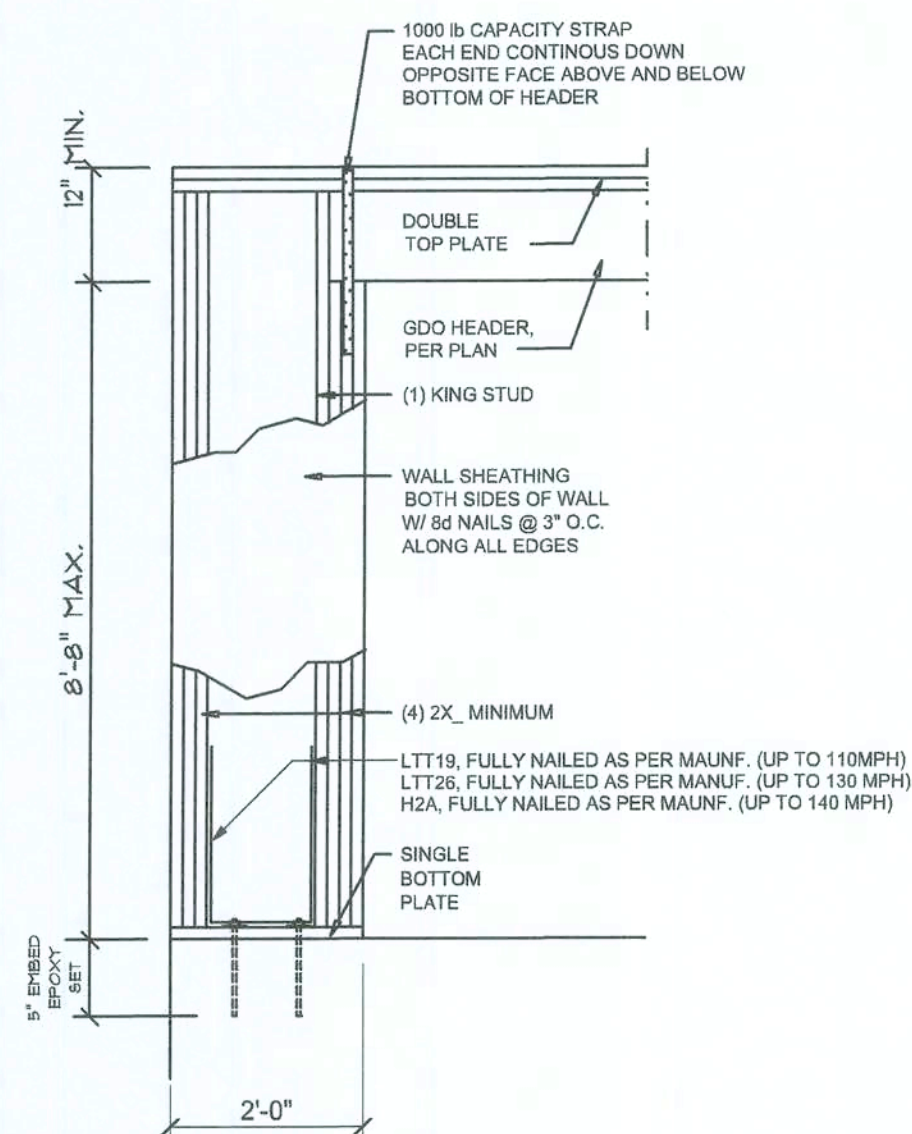 1000 lb CAPACITY STRAP
EACH END CONTINOUS DOWN
OPPOSITE FACE ABOVE AND BELOW
BOTTOM OF HEADER
12" MIN.
DOUBLE
TOP PLATE
GDO HEADER,
PER PLAN
(1) KING STUD
WALL SHEATHING
BOTH SIDES OF WALL
W/ 8d NAILS @ 3" O.C.
ALONG ALL EDGES
8'-8" MAX.
(4) 2X_ MINIMUM
LTT19, FULLY NAILED AS PER MAUNF. (UP TO 110MPH)
LTT26, FULLY NAILED AS PER MANUF. (UP TO 130 MPH)
H2A, FULLY NAILED AS PER MAUNF. (UP TO 140 MPH)
SINGLE
BOTTOM
PLATE
5" EMBED
EPOXY
SET
2'-0"